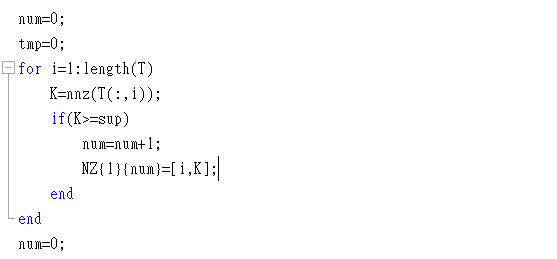 num=0;
tmp=0;
for i=1:length(T)
    K=nnz(T(:,i));
    if(K>=sup)
        num=num+1;
        NZ{1}{num}=[i,K];
    end
end
num=0;